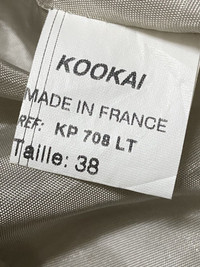 KOOKAI
MADE IN FRANCE
REF: KP 708 LT
Taille: 38